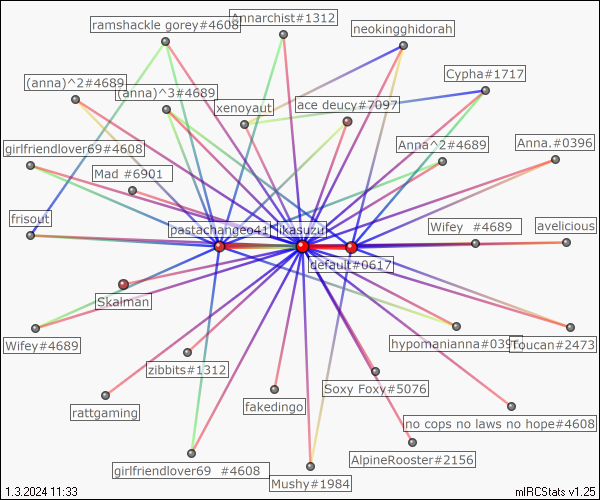 ramshackle gorey#4608
Annarchist#1312
neokingghidorah
Cypha#1717
(anna)^2#4689
(anna)^3#4689
xenoyaut
ace deucy#7097
girlfriendlover69#4608
Mad #6901
Anna^2#4689
Anna.#0396
frisout
pastachangeo41
ikasuzu
Wifey #4689
avelicious
default#0617
Skalman
Wifey#4689
hypomanianna#039
Toucan#2473
zibbits#1312
Soxy Foxy#5076
rattgaming
fakedingo
no cops no laws no hope#4608
girlfriendlover69 #4608
AlpineRooster#2156
Mushy#1984
1.3.2024 11:33
mIRCStats v1.25